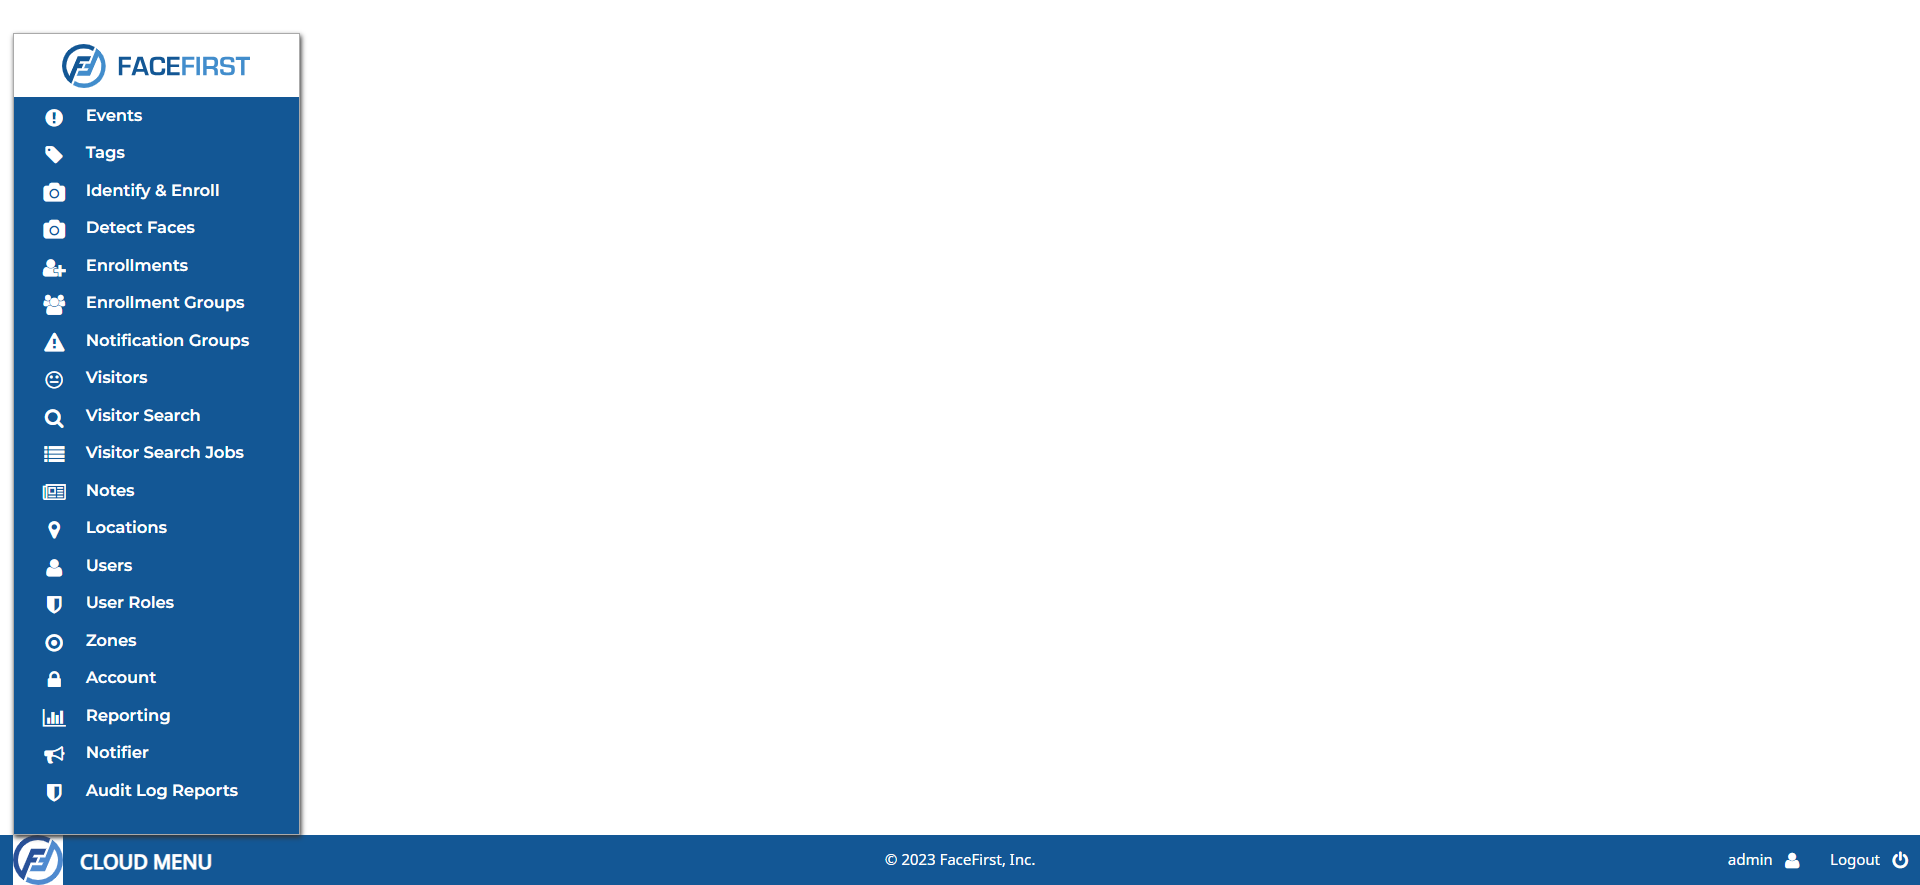 FACEFIRST
Events
Tags
Identify & Enroll
Detect Faces
Enrollments
Enrollment Groups
Notification Groups
Visitors
Visitor Search
Visitor Search Jobs
Notes
Locations
Users
User Roles
Zones
Account
Reporting
Notifier
Audit Log Reports
CLOUD MENU
© 2023 FaceFirst, Inc.
admin
Logout